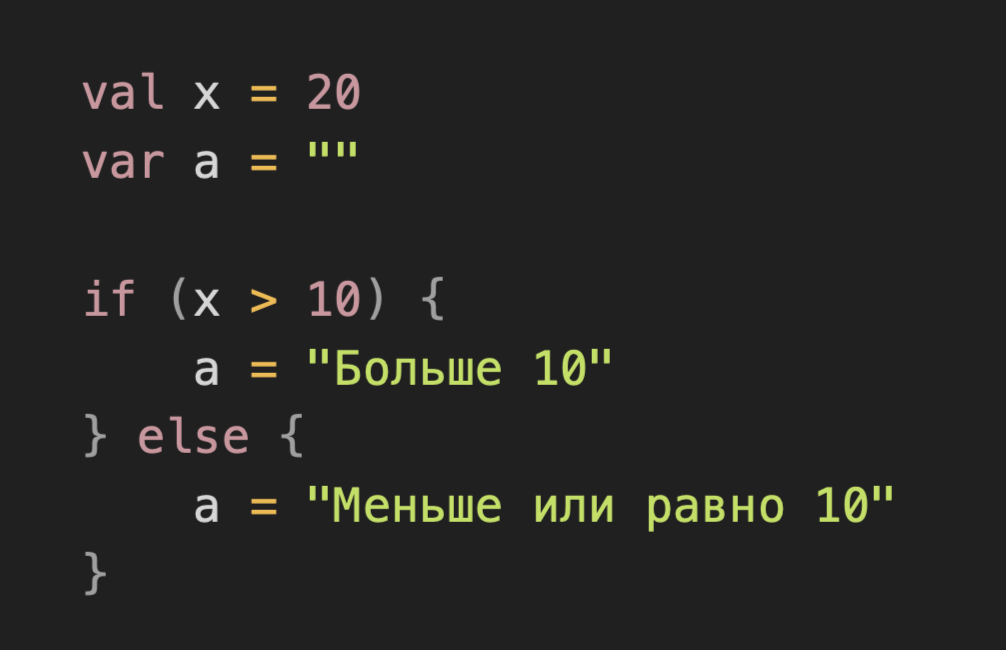 val x = 20
var a = ""
if (x > 10) {
    a = "Больше 10"
} else {
    a = "Меньше или равно 10"
}